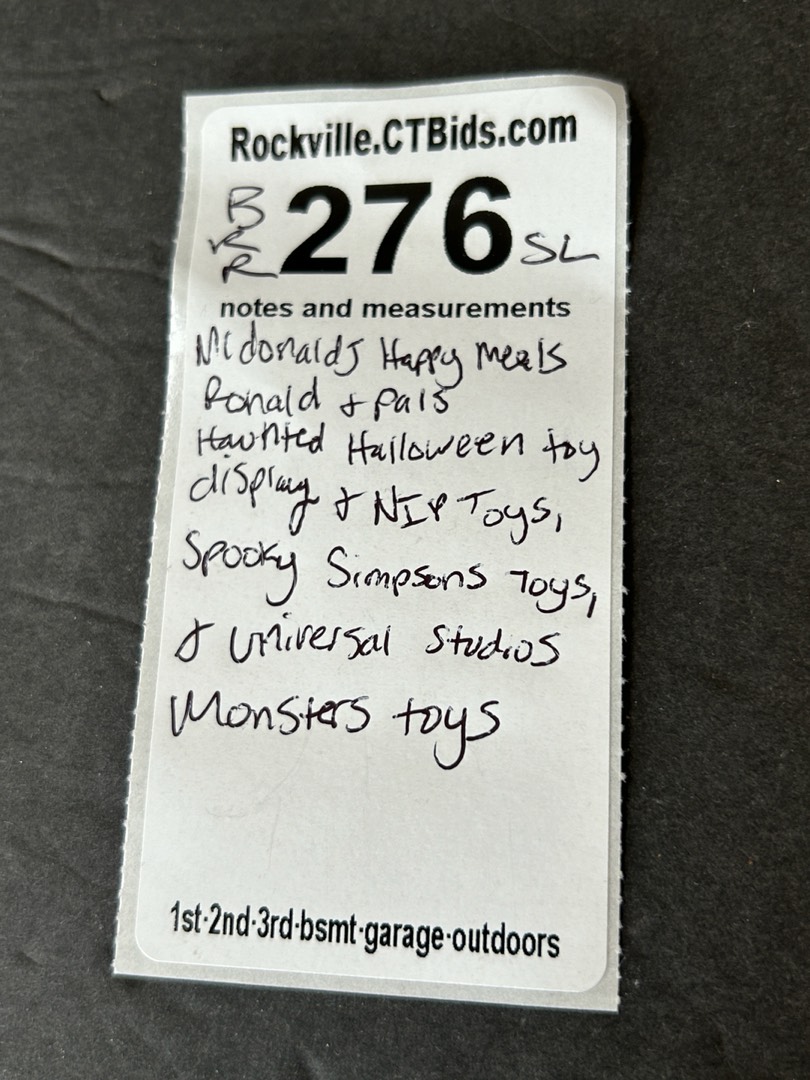 Rockville.CTBids.com
B
R
R
276 SL
notes and measurements
Mcdonalds Happy Meals
Ronald & pals
Haunted Halloween toy
display & NIP Toys,
Spooky Simpsons Toys,
& Universal Studios
Monsters toys
1st·2nd·3rd·bsmt·garage·outdoors